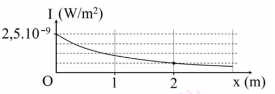 I (W/m²)
2,5.10⁻⁹
O 1 2 x (m)